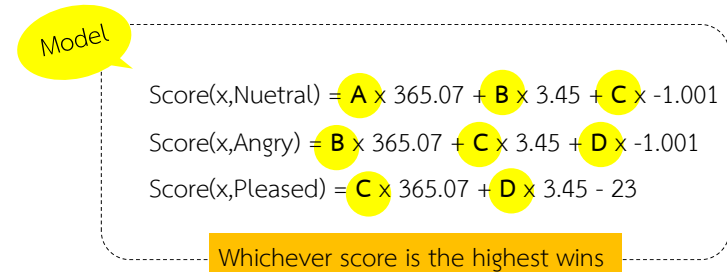 Model
Score(x,Nuetral) = A x 365.07 + B x 3.45 + C x -1.001
Score(x,Angry) = B x 365.07 + C x 3.45 + D x -1.001
Score(x,Pleased) = C x 365.07 + D x 3.45 - 23
Whichever score is the highest wins